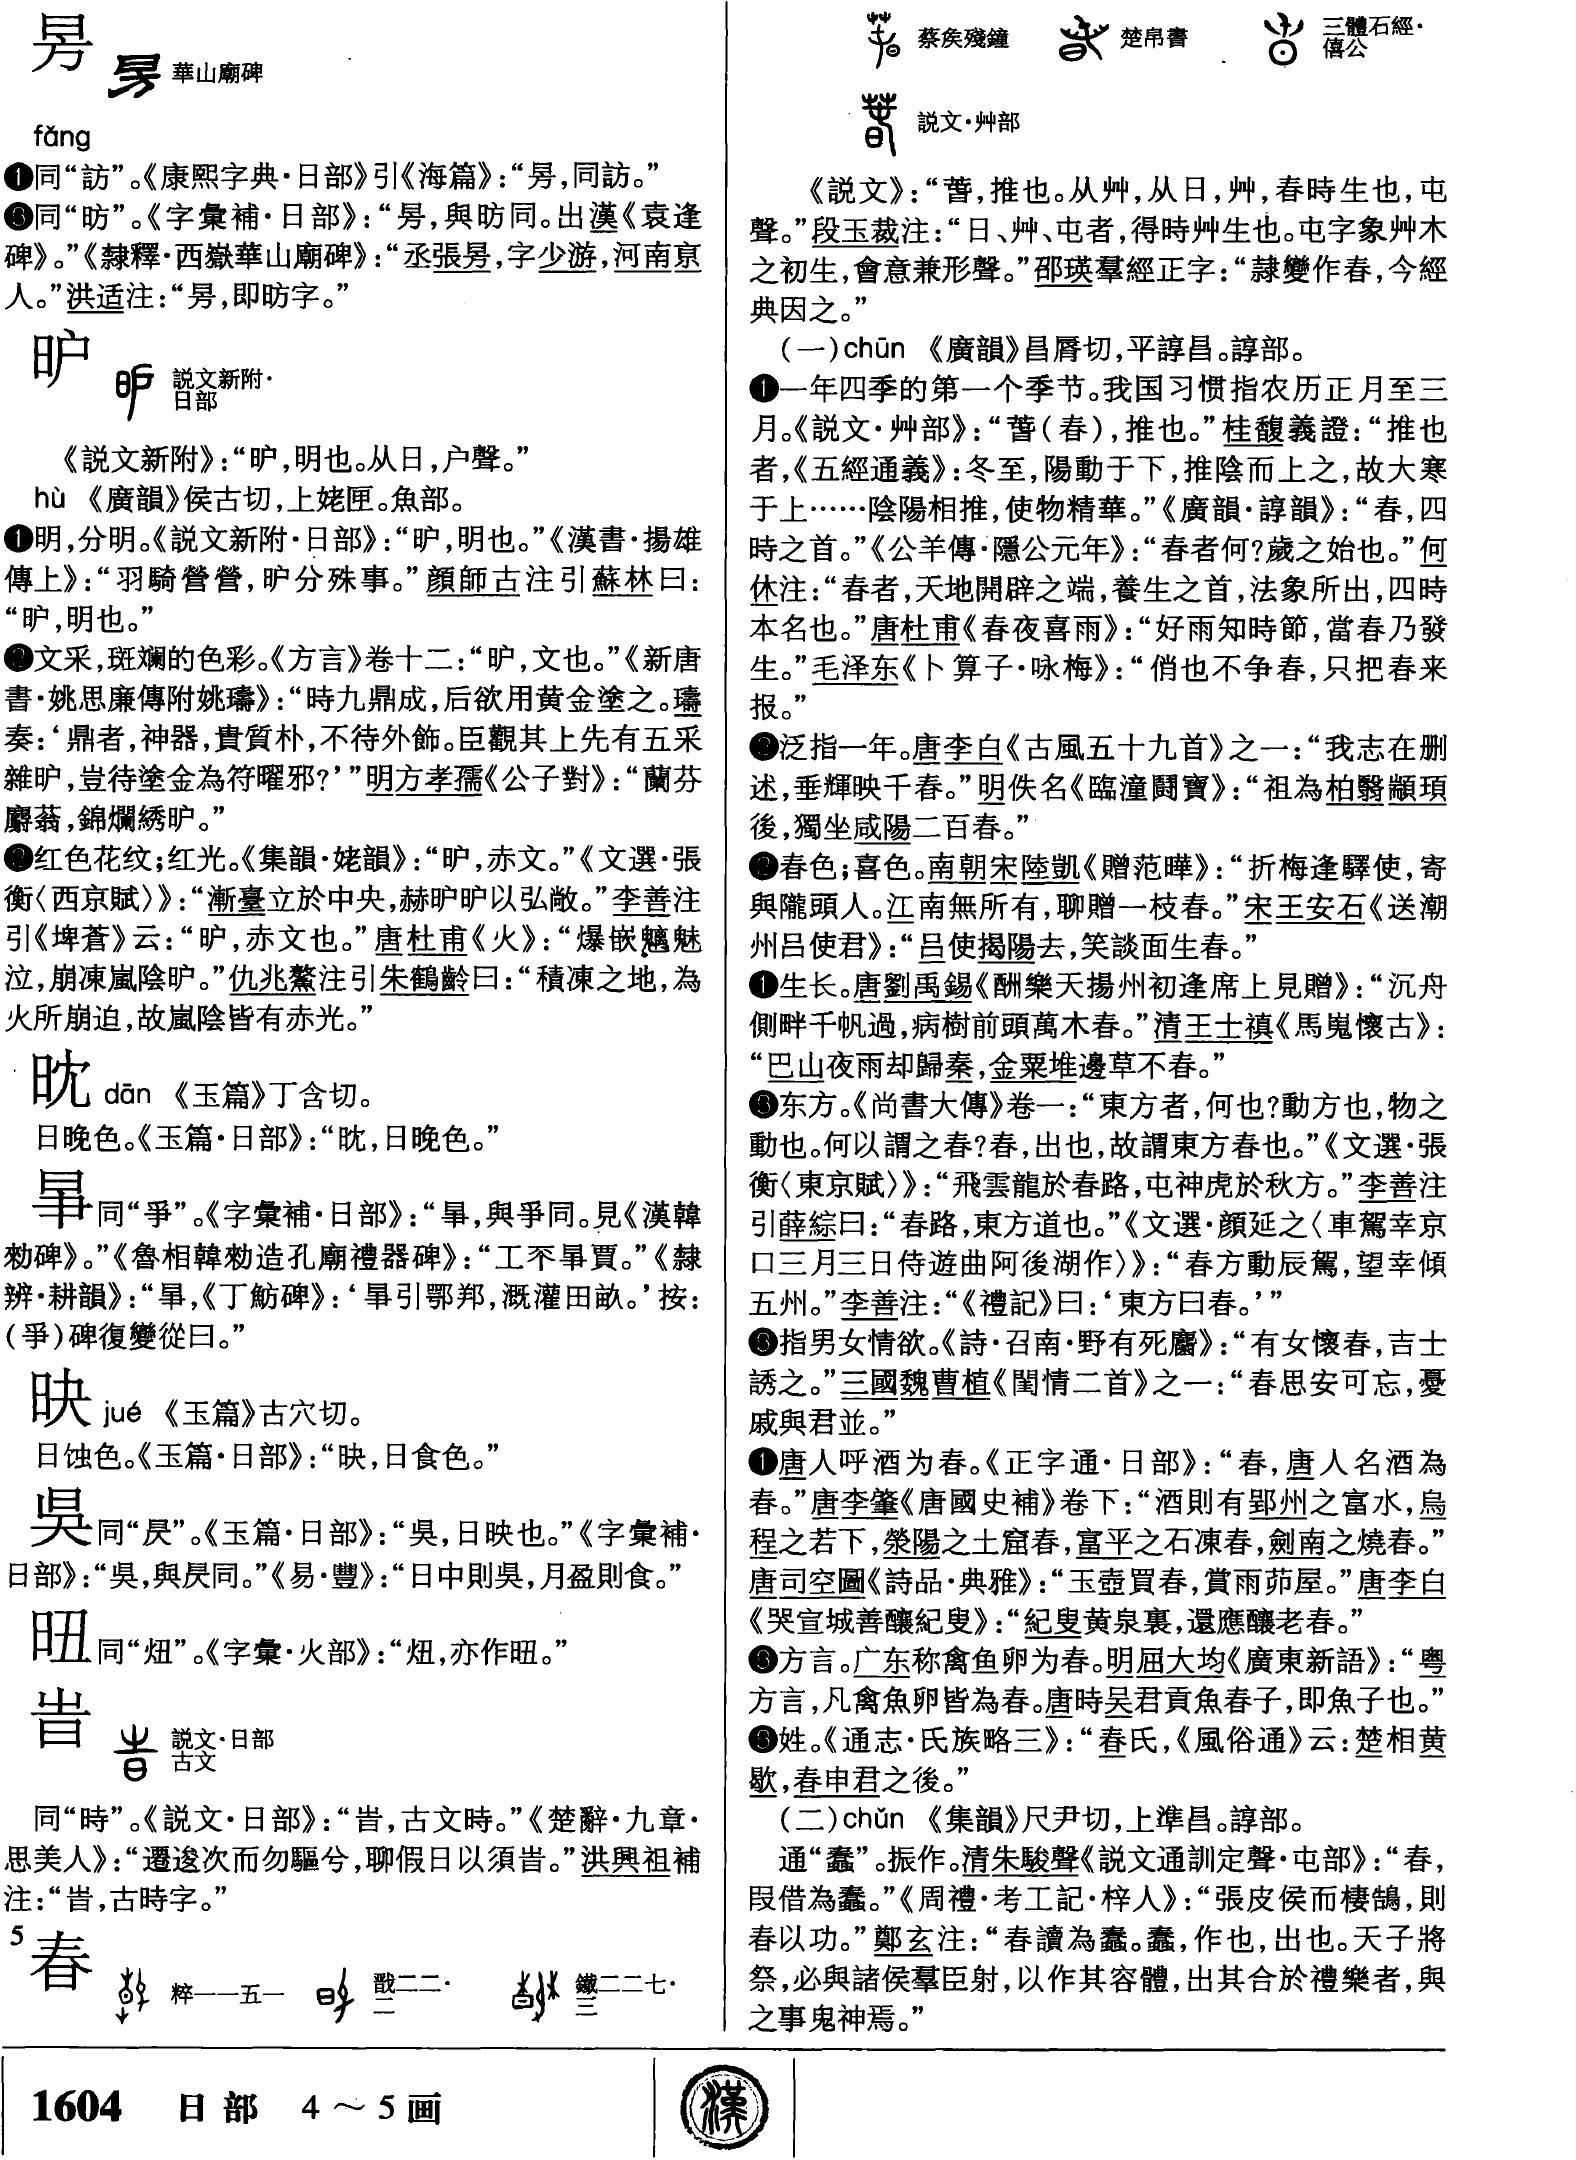 昘 華山廟碑
fǎng
❶同“訪”。《康熙字典·日部》引《海篇》：“昘，同訪。”
❸同“昉”。《字彙補·日部》：“昘，與昉同。出漢《袁逢
碑》。”《隸釋·西嶽華山廟碑》：“丞張昘，字少游，河南京
人。”洪适注：“昘，即昉字。”
昈 説文新附·
日部
《説文新附》：“昈，明也。从日，户聲。”
hù 《廣韻》侯古切，上姥匣。魚部。
❶明，分明。《説文新附·日部》：“昈，明也。”《漢書·揚雄
傳上》：“羽騎營營，昈分殊事。”顔師古注引蘇林曰：
“昈，明也。”
❷文采，斑斓的色彩。《方言》卷十二：“昈，文也。”《新唐
書·姚思廉傳附姚璹》：“時九鼎成，后欲用黄金塗之。璹
奏：‘鼎者，神器，貴質朴，不待外飾。臣觀其上先有五采
雜昈，豈待塗金為符曜邪？’”明方孝孺《公子對》：“蘭芬
麝蓊，錦爛綉昈。”
❷红色花纹；红光。《集韻·姥韻》：“昈，赤文。”《文選·張
衡〈西京賦〉》：“漸臺立於中央，赫昈昈以弘敞。”李善注
引《埤蒼》云：“昈，赤文也。”唐杜甫《火》：“爆嵌魑魅
泣，崩凍嵐陰昈。”仇兆鰲注引朱鶴齡曰：“積凍之地，為
火所崩迫，故嵐陰皆有赤光。”
眈 dān 《玉篇》丁含切。
日晚色。《玉篇·日部》：“眈，日晚色。”
同“爭”。《字彙補·日部》：“，與爭同。見《漢韓
勑碑》。”《魯相韓勑造孔廟禮器碑》：“工不賈。”《隸
辨·耕韻》：“，《丁魴碑》：‘引鄂邦，溉灌田畝。’按：
（爭）碑復變從曰。”
昳 jué 《玉篇》古穴切。
日蚀色。《玉篇·日部》：“，日食色。”
同“昃”。《玉篇·日部》：“，日昳也。”《字彙補·
日部》：“，與昃同。”《易·豐》：“日中則，月盈則食。”
同“炄”。《字彙·火部》：“炄，亦作。”
旹 説文·日部
古文
同“時”。《説文·日部》：“旹，古文時。”《楚辭·九章·
思美人》：“遷逡次而勿驅兮，聊假日以須旹。”洪興祖補
注：“旹，古時字。”
5
春 粹一一五一 戬二二·
二 鐵二二七·
三
蔡矦殘鐘 楚帛書 三體石經·
僖公
説文·艸部
《説文》：“萅，推也。从艸，从日，艸，春時生也，屯
聲。”段玉裁注：“日、艸、屯者，得時艸生也。屯字象艸木
之初生，會意兼形聲。”邵瑛羣經正字：“隷變作春，今經
典因之。”
（一）chūn 《廣韻》昌脣切，平諄昌。諄部。
❶一年四季的第一个季节。我国习惯指农历正月至三
月。《説文·艸部》：“萅（春），推也。”桂馥義證：“推也
者，《五經通義》：冬至，陽動于下，推陰而上之，故大寒
于上……陰陽相推，使物精華。”《廣韻·諄韻》：“春，四
時之首。”《公羊傳·隱公元年》：“春者何？歲之始也。”何
休注：“春者，天地開辟之端，養生之首，法象所出，四時
本名也。”唐杜甫《春夜喜雨》：“好雨知時節，當春乃發
生。”毛泽东《卜算子·咏梅》：“俏也不争春，只把春来
报。”
❷泛指一年。唐李白《古風五十九首》之一：“我志在删
述，垂輝映千春。”明佚名《臨潼鬭寶》：“祖為柏翳顓頊
後，獨坐咸陽二百春。”
❷春色；喜色。南朝宋陸凱《贈范曄》：“折梅逢驛使，寄
與隴頭人。江南無所有，聊贈一枝春。”宋王安石《送潮
州吕使君》：“吕使揭陽去，笑談面生春。”
❶生长。唐劉禹錫《酬樂天揚州初逢席上見贈》：“沉舟
側畔千帆過，病樹前頭萬木春。”清王士禛《馬嵬懷古》：
“巴山夜雨却歸秦，金粟堆邊草不春。”
❺东方。《尚書大傳》卷一：“東方者，何也？動方也，物之
動也。何以謂之春？春，出也，故謂東方春也。”《文選·張
衡〈東京賦〉》：“飛雲龍於春路，屯神虎於秋方。”李善注
引薛綜曰：“春路，東方道也。”《文選·顔延之〈車駕幸京
口三月三日侍遊曲阿後湖作〉》：“春方動辰駕，望幸傾
五州。”李善注：“《禮記》曰：‘東方曰春。’”
❻指男女情欲。《詩·召南·野有死麕》：“有女懷春，吉士
誘之。”三國魏曹植《閨情二首》之一：“春思安可忘，憂
戚與君並。”
❶唐人呼酒为春。《正字通·日部》：“春，唐人名酒為
春。”唐李肇《唐國史補》卷下：“酒則有郢州之富水，烏
程之若下，滎陽之土窟春，富平之石凍春，劍南之燒春。”
唐司空圖《詩品·典雅》：“玉壺買春，賞雨茆屋。”唐李白
《哭宣城善釀紀叟》：“紀叟黄泉裏，還應釀老春。”
❸方言。广东称禽鱼卵为春。明屈大均《廣東新語》：“粤
方言，凡禽魚卵皆為春。唐時吴君貢魚春子，即魚子也。”
❸姓。《通志·氏族略三》：“春氏，《風俗通》云：楚相黄
歇，春申君之後。”
（二）chǔn 《集韻》尺尹切，上準昌。諄部。
通“蠢”。振作。清朱駿聲《説文通訓定聲·屯部》：“春，
叚借為蠢。”《周禮·考工記·梓人》：“張皮侯而棲鵠，則
春以功。”鄭玄注：“春讀為蠢。蠢，作也，出也。天子將
祭，必與諸侯羣臣射，以作其容體，出其合於禮樂者，與
之事鬼神焉。”
1604 日部 4～5画 漢